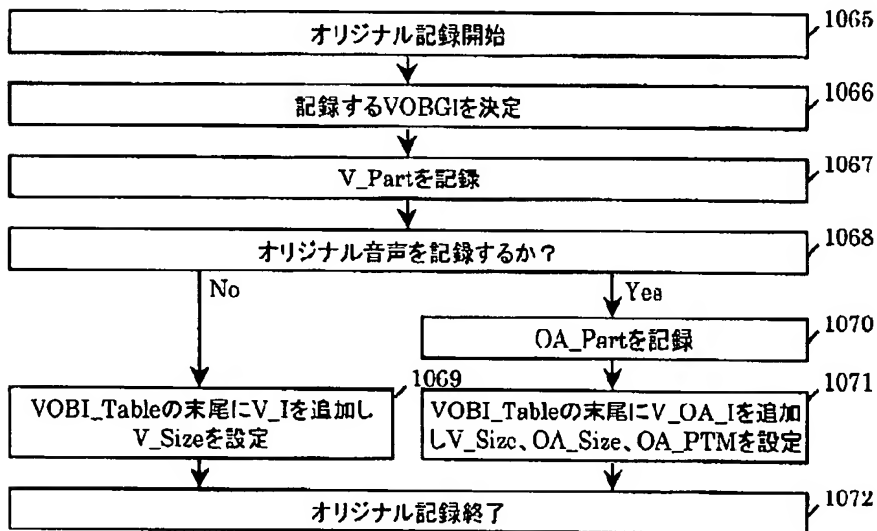 オリジナル記録開始
1065
記録するVOBGIを決定
1066
V_Partを記録
1067
オリジナル音声を記録するか？
1068
No
Yes
OA_Partを記録
1070
VOBI_Tableの末尾にV_Iを追加し
V_Sizeを設定
1069
VOBI_Tableの末尾にV_OA_Iを追加
しV_Size、OA_Size、OA_PTMを設定
1071
オリジナル記録終了
1072